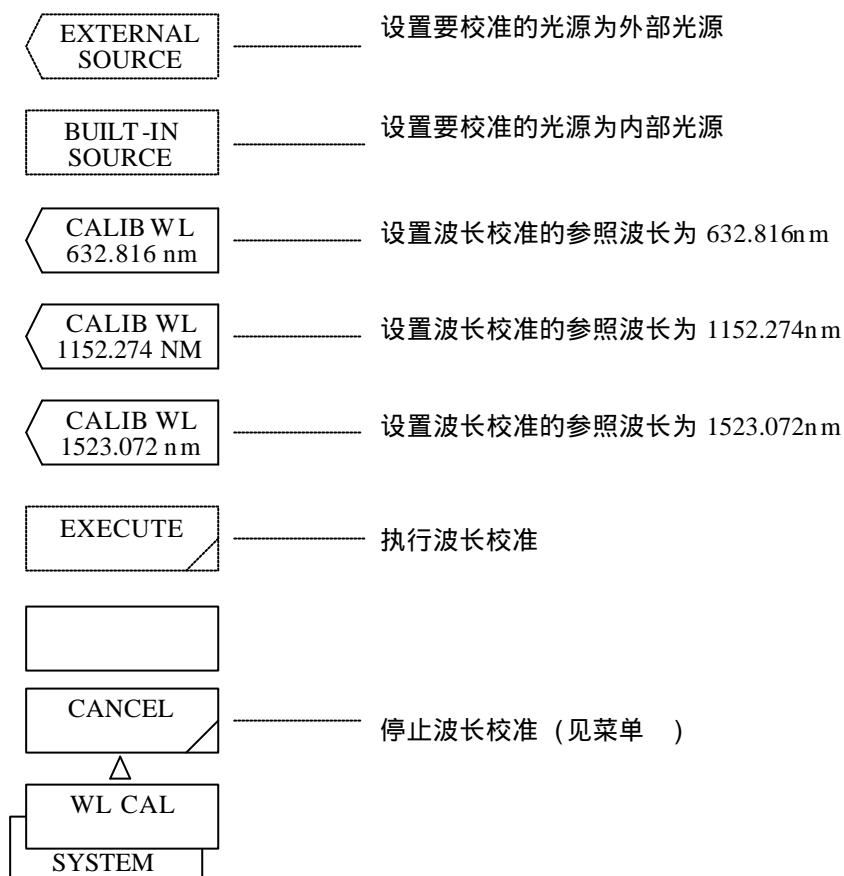 EXTERNAL
SOURCE
设置要校准的光源为外部光源
BUILT-IN
SOURCE
设置要校准的光源为内部光源
CALIB WL
632.816 nm
设置波长校准的参照波长为 632.816nm
CALIB WL
1152.274 NM
设置波长校准的参照波长为 1152.274nm
CALIB WL
1523.072 nm
设置波长校准的参照波长为 1523.072nm
EXECUTE
执行波长校准
CANCEL
停止波长校准 (见菜单 )
WL CAL
SYSTEM